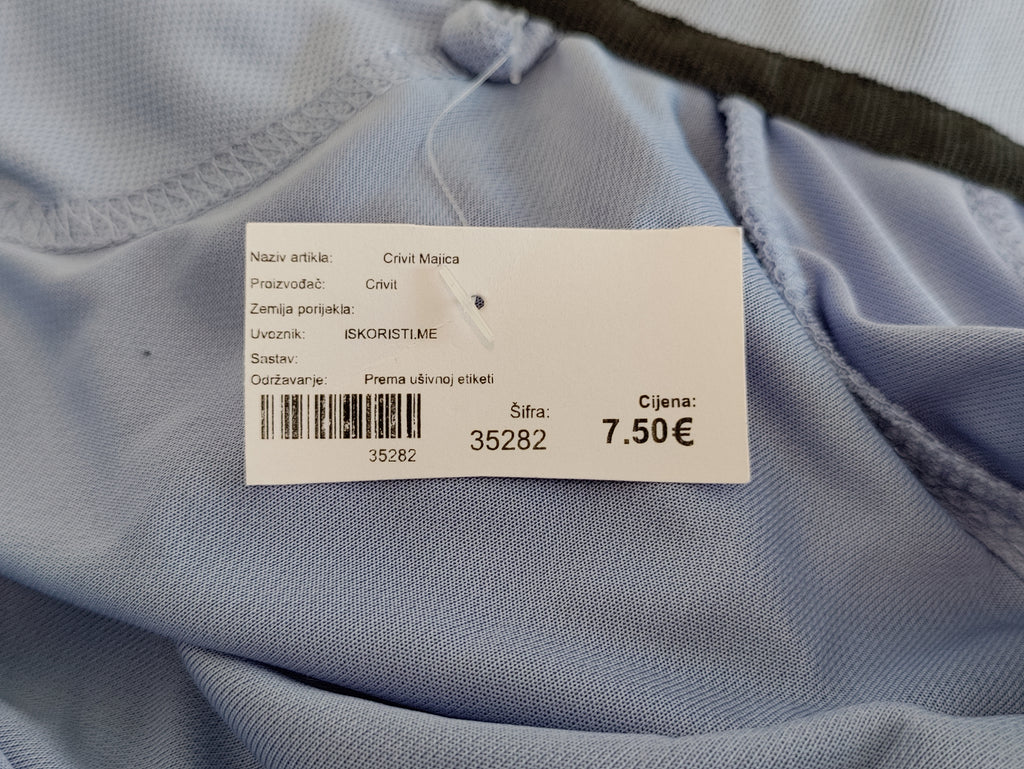 Naziv artikla: Crivit Majica
Proizvođač: Crivit
Zemlja porijekla:
Uvoznik: ISKORISTI.ME
Sastav:
Održavanje: Prema ušivnoj etiketi
35282
Šifra:
35282
Cijena:
7.50€